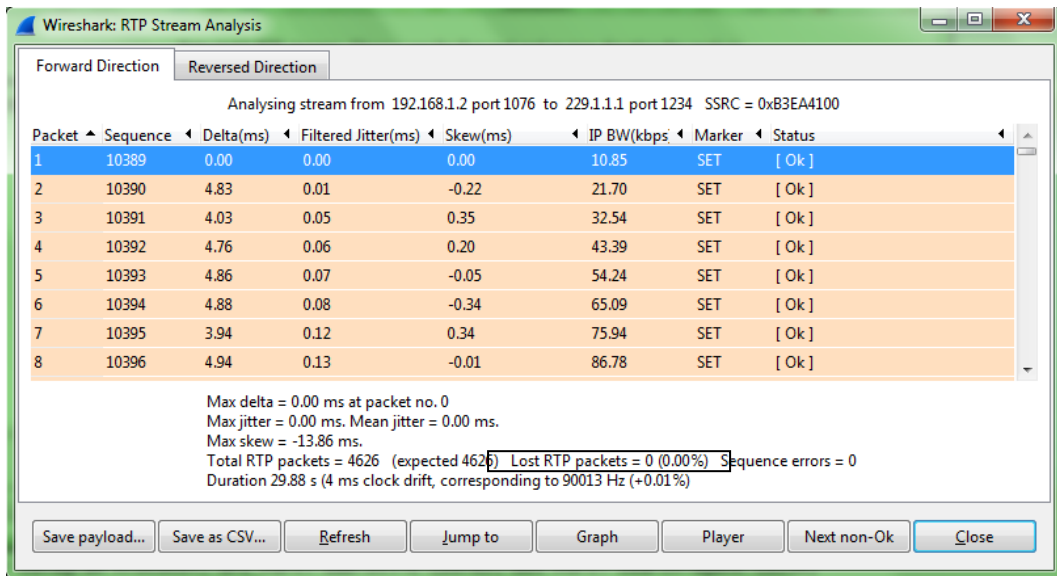 Wireshark: RTP Stream Analysis
Forward Direction Reversed Direction
Analysing stream from 192.168.1.2 port 1076 to 229.1.1.1 port 1234 SSRC = 0xB3EA4100
Packet Sequence Delta(ms) Filtered Jitter(ms) Skew(ms) IP BW(kbps) Marker Status
1 10389 0.00 0.00 0.00 10.85 SET [ Ok ]
2 10390 4.83 0.01 -0.22 21.70 SET [ Ok ]
3 10391 4.03 0.05 0.35 32.54 SET [ Ok ]
4 10392 4.76 0.06 0.20 43.39 SET [ Ok ]
5 10393 4.86 0.07 -0.05 54.24 SET [ Ok ]
6 10394 4.88 0.08 -0.34 65.09 SET [ Ok ]
7 10395 3.94 0.12 0.34 75.94 SET [ Ok ]
8 10396 4.94 0.13 -0.01 86.78 SET [ Ok ]
Max delta = 0.00 ms at packet no. 0
Max jitter = 0.00 ms. Mean jitter = 0.00 ms.
Max skew = -13.86 ms.
Total RTP packets = 4626 (expected 4626) Lost RTP packets = 0 (0.00%) Sequence errors = 0
Duration 29.88 s (4 ms clock drift, corresponding to 90013 Hz (+0.01%)
Save payload... Save as CSV... Refresh Jump to Graph Player Next non-Ok Close